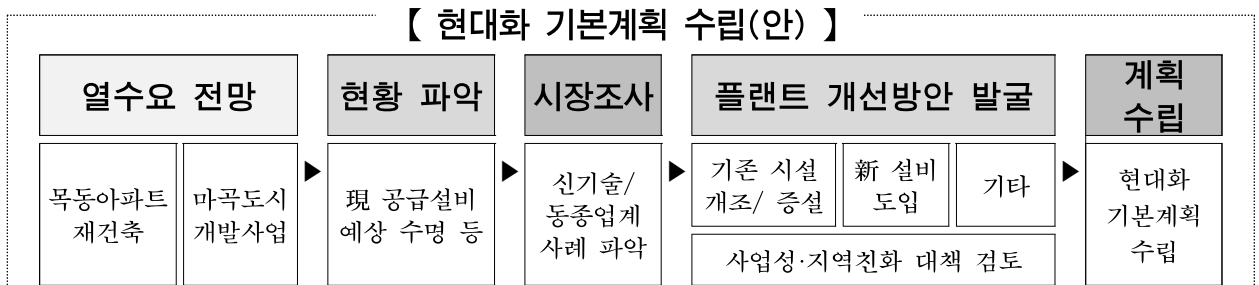 【 현대화 기본계획 수립(안) 】
열수요 전망
목동아파트
재건축
마곡도시
개발사업
▶
현황 파악
現 공급설비
예상 수명 등
▶
시장조사
신기술/
동종업계
사례 파악
▶
플랜트 개선방안 발굴
기존 시설
개조/ 증설
新 설비
도입
기타
사업성·지역친화 대책 검토
▶
계획
수립
현대화
기본계획
수립